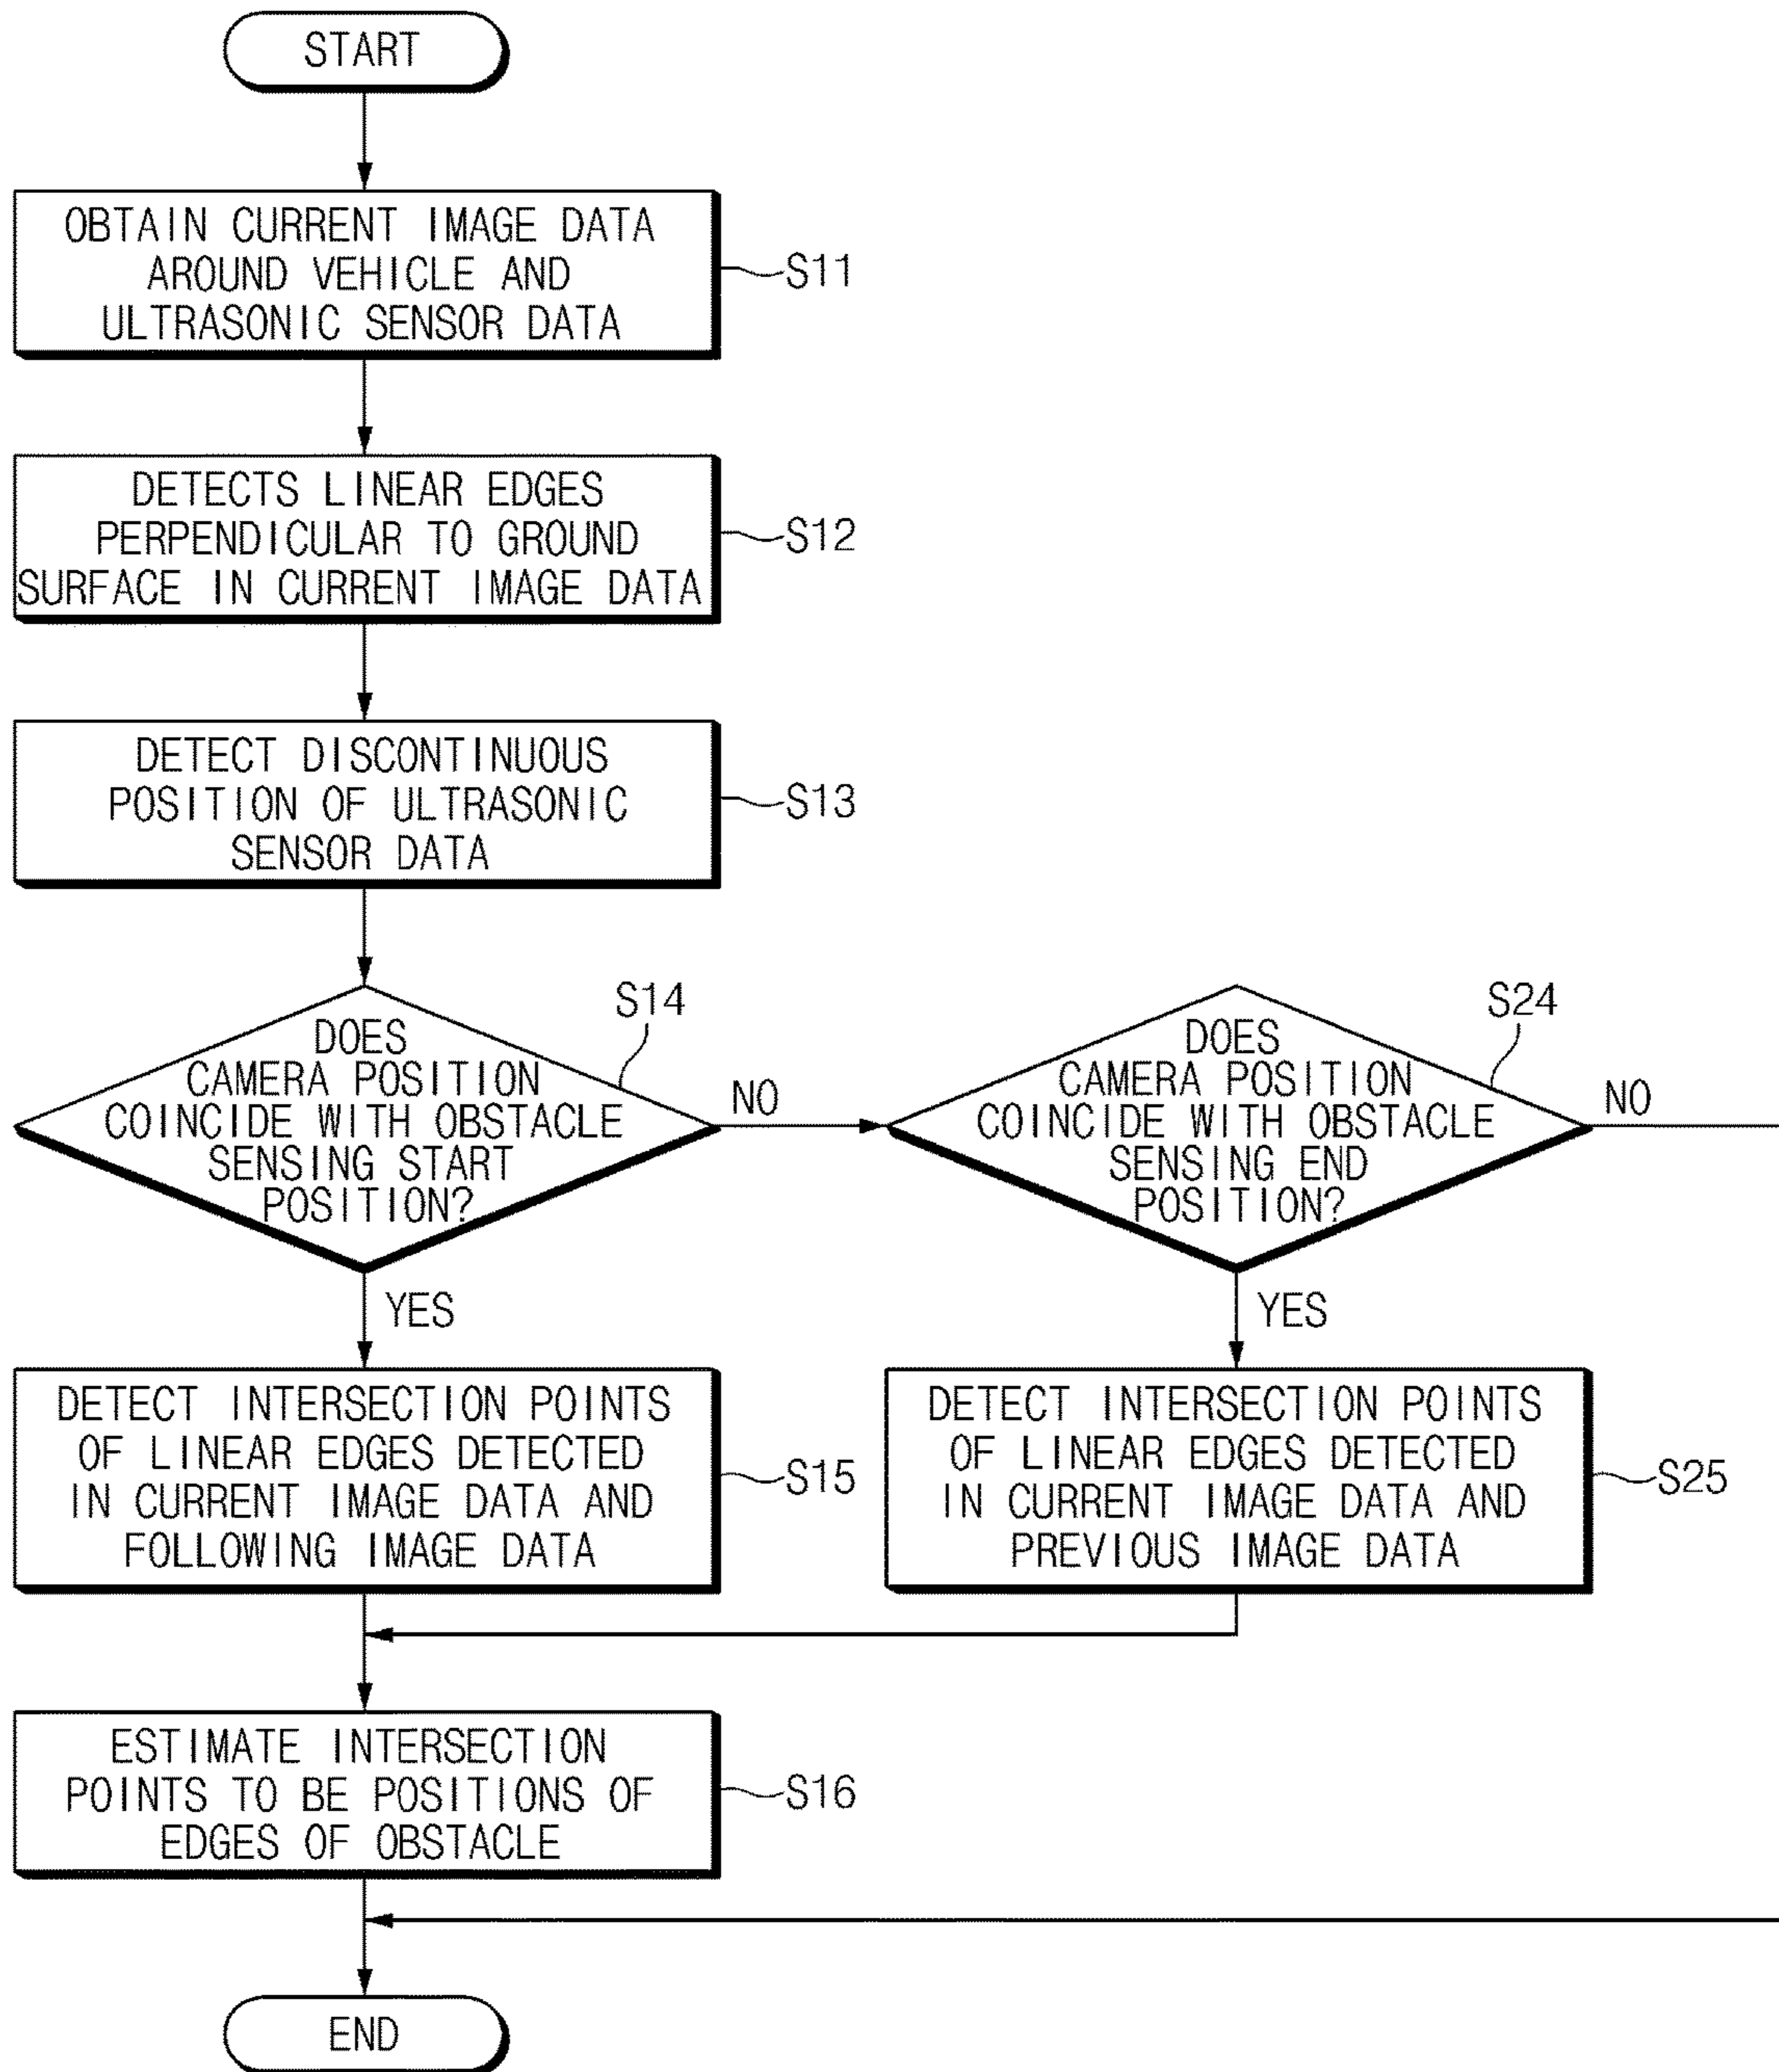 START
OBTAIN CURRENT IMAGE DATA
AROUND VEHICLE AND
ULTRASONIC SENSOR DATA
S11
DETECTS LINEAR EDGES
PERPENDICULAR TO GROUND
SURFACE IN CURRENT IMAGE DATA
S12
DETECT DISCONTINUOUS
POSITION OF ULTRASONIC
SENSOR DATA
S13
S14
DOES
CAMERA POSITION
COINCIDE WITH OBSTACLE
SENSING START
POSITION?
NO
YES
S24
DOES
CAMERA POSITION
COINCIDE WITH OBSTACLE
SENSING END
POSITION?
NO
YES
DETECT INTERSECTION POINTS
OF LINEAR EDGES DETECTED
IN CURRENT IMAGE DATA AND
FOLLOWING IMAGE DATA
S15
DETECT INTERSECTION POINTS
OF LINEAR EDGES DETECTED
IN CURRENT IMAGE DATA AND
PREVIOUS IMAGE DATA
S25
ESTIMATE INTERSECTION
POINTS TO BE POSITIONS OF
EDGES OF OBSTACLE
S16
END